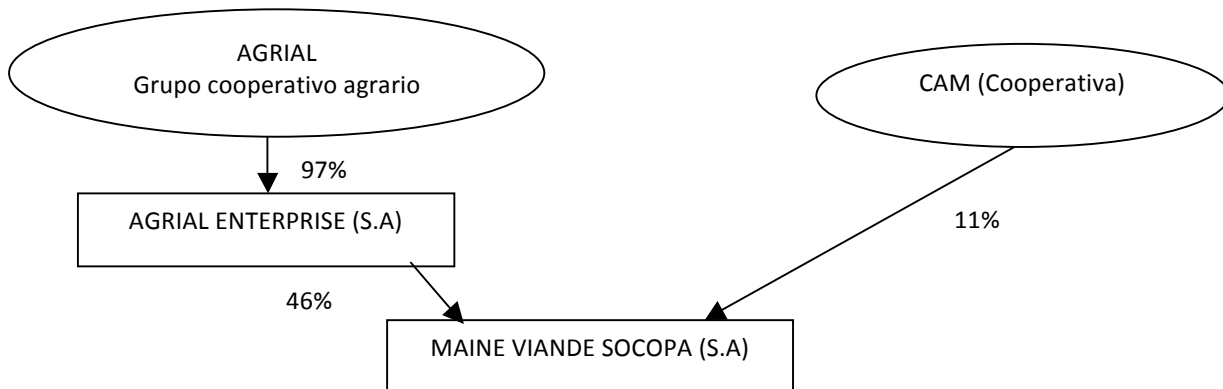 AGRIAL
Grupo cooperativo agrario
CAM (Cooperativa)
97%
AGRIAL ENTERPRISE (S.A)
11%
46%
MAINE VIANDE SOCOPA (S.A)